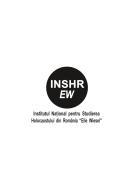 INSHR
EW
Institutul Național pentru Studierea
Holocaustului din România "Elie Wiesel"